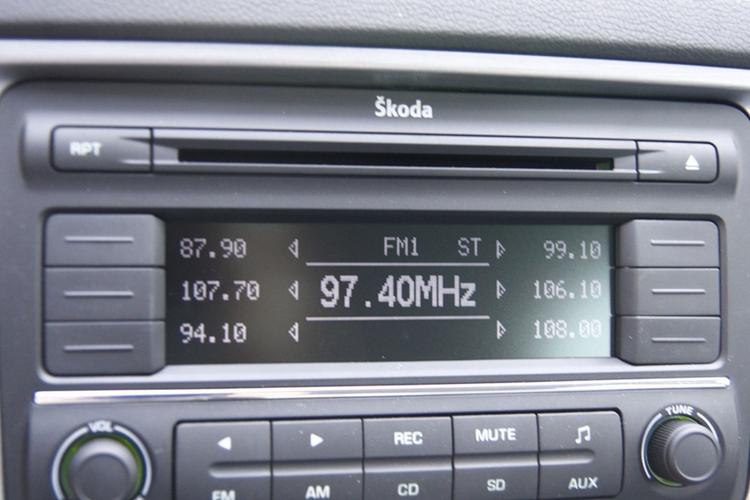 Škoda
RPT
87.90 FM1 ST 99.10
107.70 97.40MHz 106.10
94.10 108.00
VOL REC MUTE TUNE
FM AM CD SD AUX